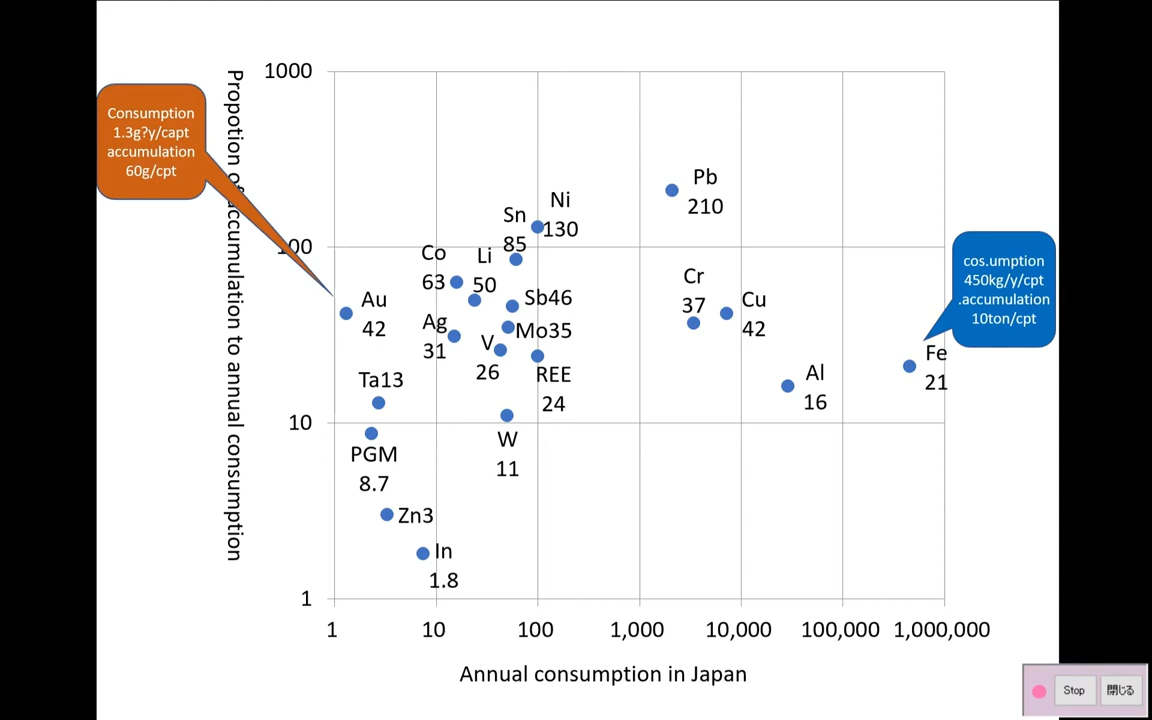 Propotion of accumulation to annual consumption
1000
100
10
1
Consumption
1.3g?y/capt
accumulation
60g/cpt
Pb
210
Ni
130
Sn
85
Co
63
Li
50
cos.umption
450kg/y/cpt
.accumulation
10ton/cpt
Cr
37
Cu
42
Au
42
Sb46
Ag
31
Mo35
V
26
REE
24
Fe
21
Al
16
Ta13
PGM
8.7
W
11
Zn3
In
1.8
1
10
100
1,000
10,000
100,000
1,000,000
Annual consumption in Japan
Stop
閉じる